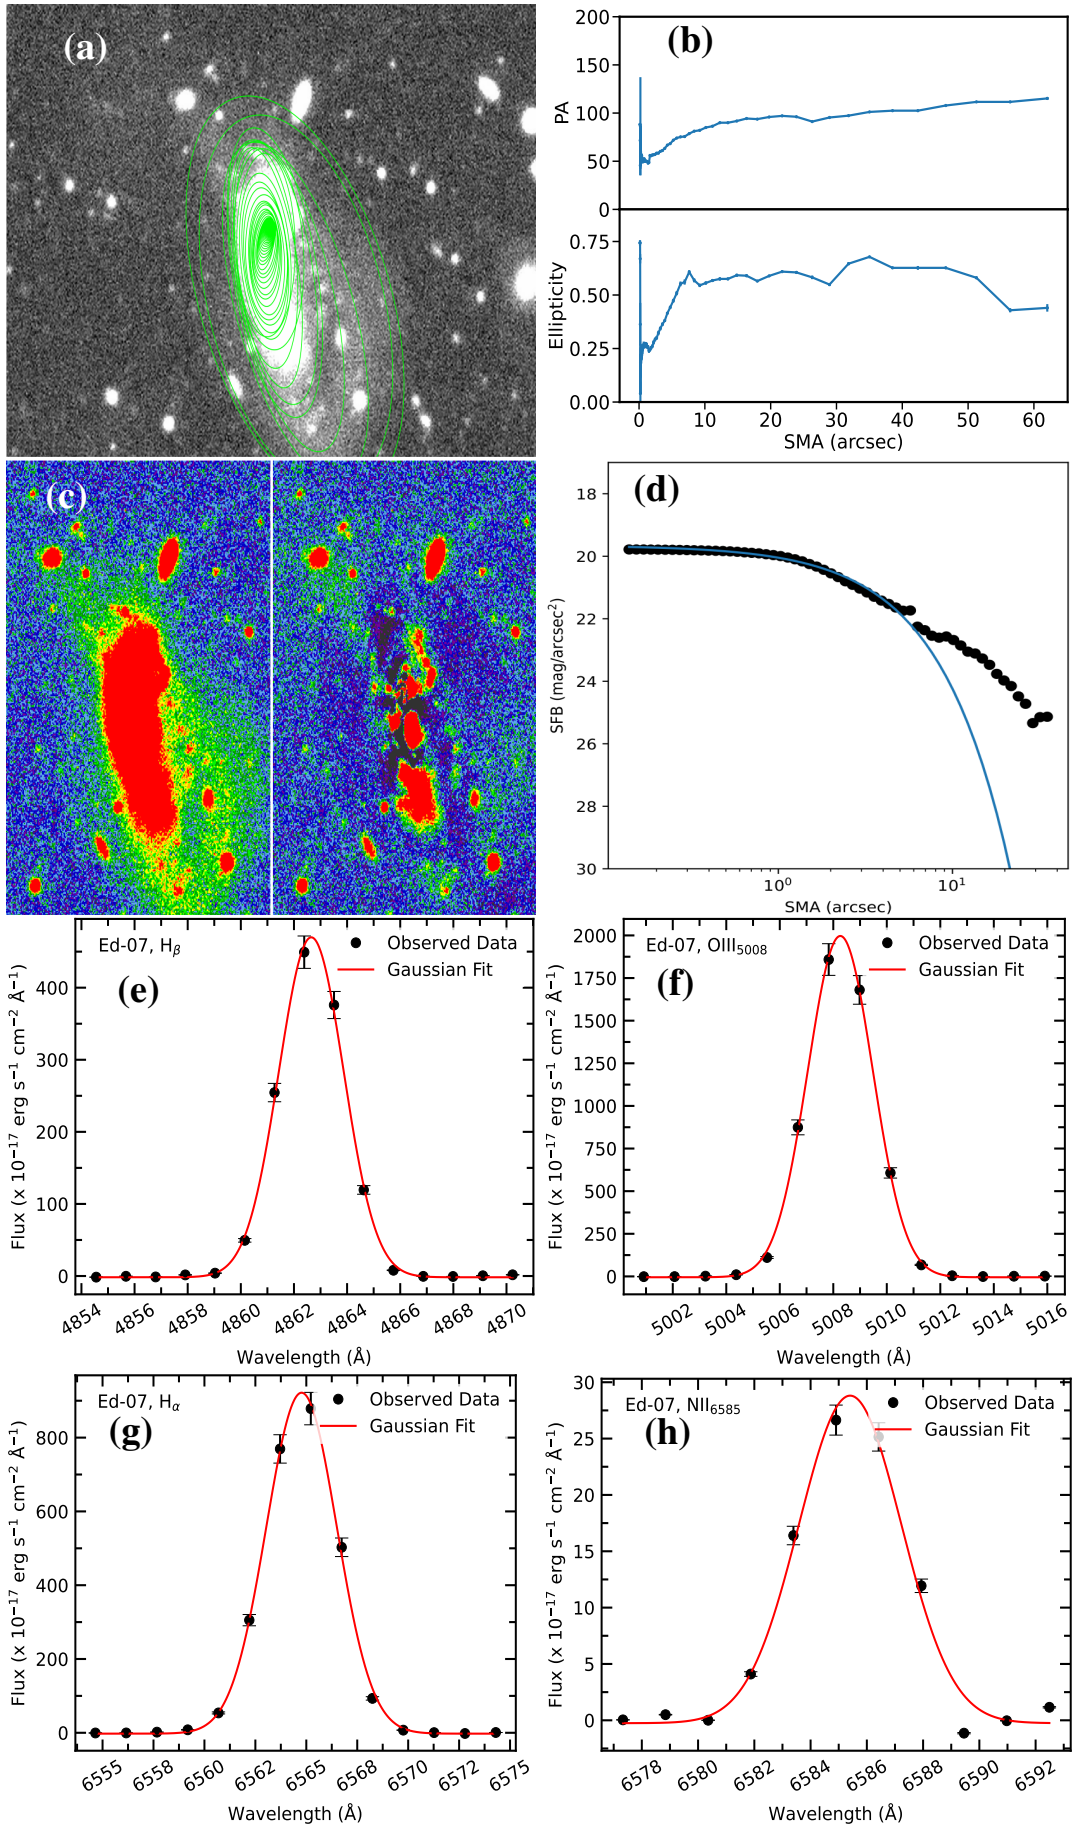 (a)
(b)
200
150
100
50
0
PA
0.75
0.50
0.25
0.00
Ellipticity
0 10 20 30 40 50 60
SMA (arcsec)
(c)
(d)
18
20
22
24
26
28
30
SFB (mag/arcsec²)
10⁰ 10¹
SMA (arcsec)
Ed-07, Hβ
Observed Data
Gaussian Fit
(e)
400
300
200
100
0
Flux (x 10⁻¹⁷ erg s⁻¹ cm⁻² Å⁻¹)
4854 4856 4858 4860 4862 4864 4866 4868 4870
Wavelength (Å)
Ed-07, OIII₅₀₀₈
Observed Data
Gaussian Fit
(f)
2000
1750
1500
1250
1000
750
500
250
0
Flux (x 10⁻¹⁷ erg s⁻¹ cm⁻² Å⁻¹)
5002 5004 5006 5008 5010 5012 5014 5016
Wavelength (Å)
Ed-07, Hα
Observed Data
Gaussian Fit
(g)
800
600
400
200
0
Flux (x 10⁻¹⁷ erg s⁻¹ cm⁻² Å⁻¹)
6555 6558 6560 6562 6565 6568 6570 6572 6575
Wavelength (Å)
Ed-07, NII₆₅₈₅
Observed Data
Gaussian Fit
(h)
30
25
20
15
10
5
0
Flux (x 10⁻¹⁷ erg s⁻¹ cm⁻² Å⁻¹)
6578 6580 6582 6584 6586 6588 6590 6592
Wavelength (Å)